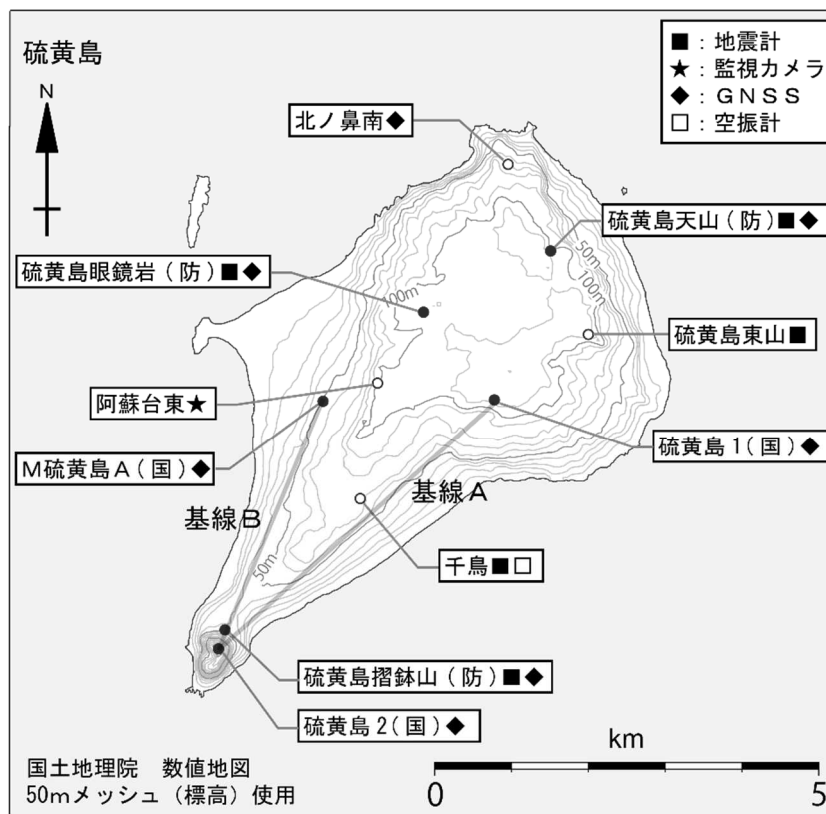 硫黄島
N
■：地震計
★：監視カメラ
◆：GNSS
□：空振計
北ノ鼻南◆
硫黄島天山（防）■◆
50m
硫黄島眼鏡岩（防）■◆
100m
100m
硫黄島東山■
阿蘇台東★
硫黄島1(国)◆
M硫黄島A(国)◆
基線A
基線B
千鳥■□
50m
硫黄島摺鉢山（防）■◆
硫黄島2(国)◆
km
国土地理院　数値地図
50mメッシュ（標高）使用
0
5